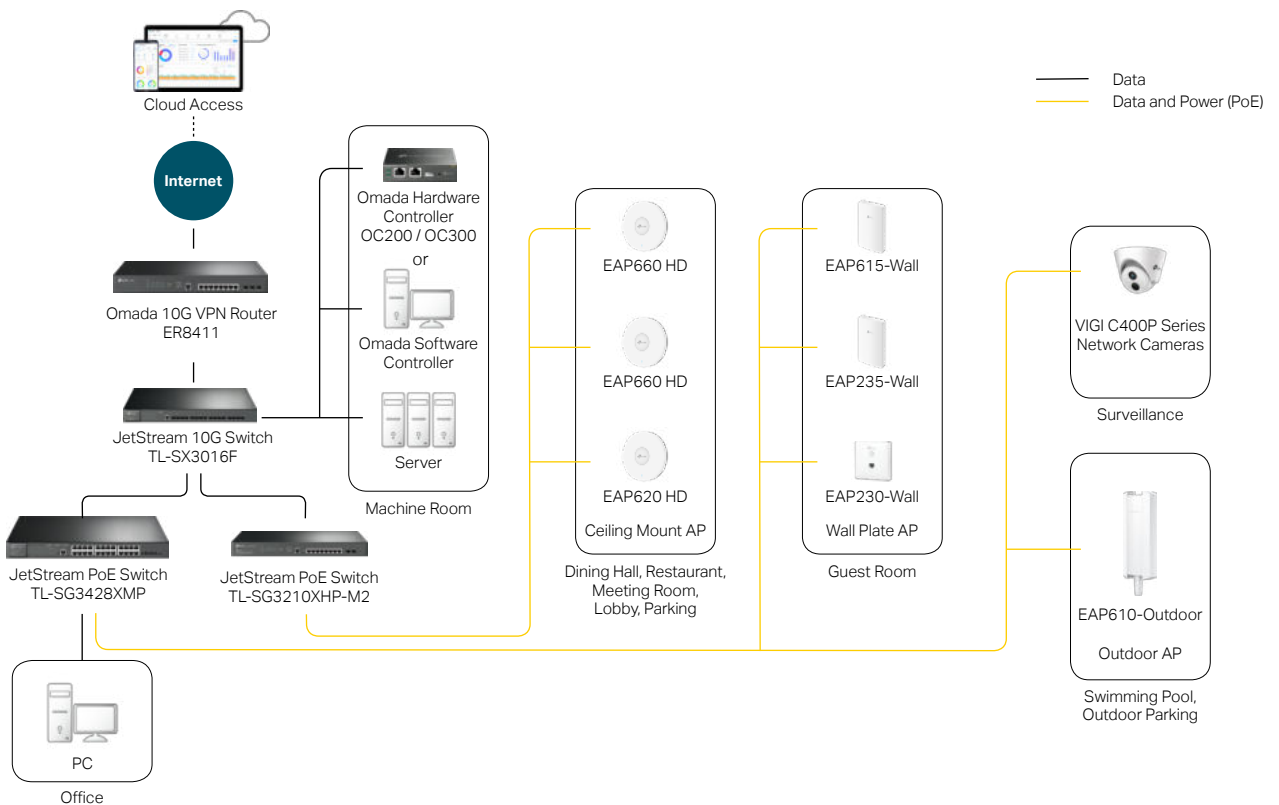 Cloud Access
Internet
Omada 10G VPN Router
ER8411
JetStream 10G Switch
TL-SX3016F
JetStream PoE Switch
TL-SG3428XMP
JetStream PoE Switch
TL-SG3210XHP-M2
PC
Office
Omada Hardware
Controller
OC200 / OC300
or
Omada Software
Controller
Server
Machine Room
EAP660 HD
EAP660 HD
EAP620 HD
Ceiling Mount AP
Dining Hall, Restaurant,
Meeting Room,
Lobby, Parking
EAP615-Wall
EAP235-Wall
EAP230-Wall
Wall Plate AP
Guest Room
Data
Data and Power (PoE)
VIGI C400P Series
Network Cameras
Surveillance
EAP610-Outdoor
Outdoor AP
Swimming Pool,
Outdoor Parking